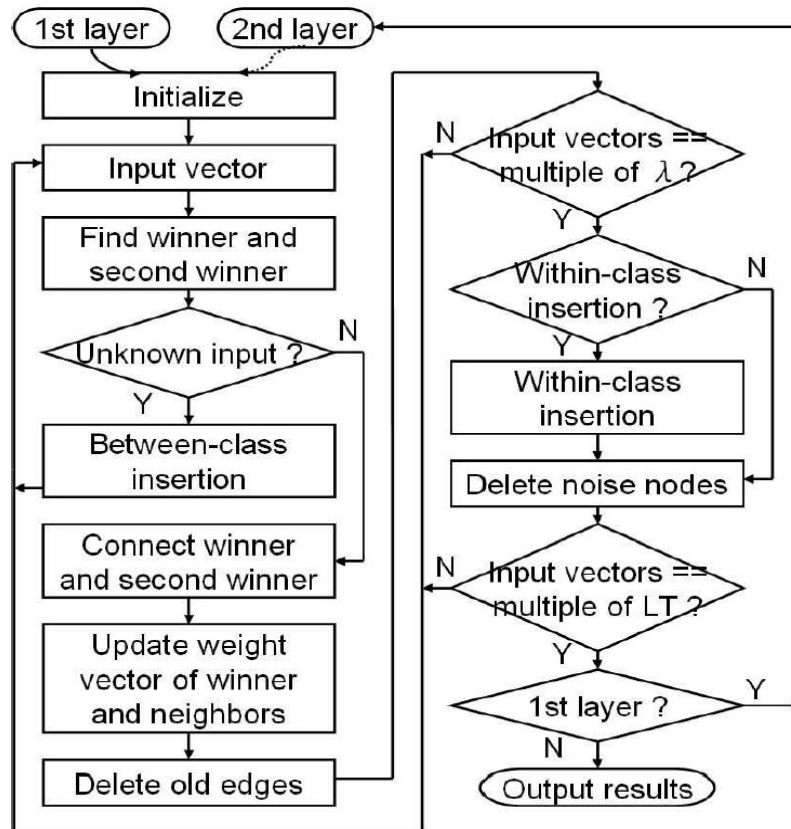 1st layer
2nd layer
Initialize
Input vector
Find winner and
second winner
Unknown input ?
N
Y
Between-class
insertion
Connect winner
and second winner
Update weight
vector of winner
and neighbors
Delete old edges
N
Input vectors ==
multiple of λ ?
Y
Within-class
insertion ?
N
Y
Within-class
insertion
Delete noise nodes
N
Input vectors ==
multiple of LT ?
Y
1st layer ?
Y
N
Output results